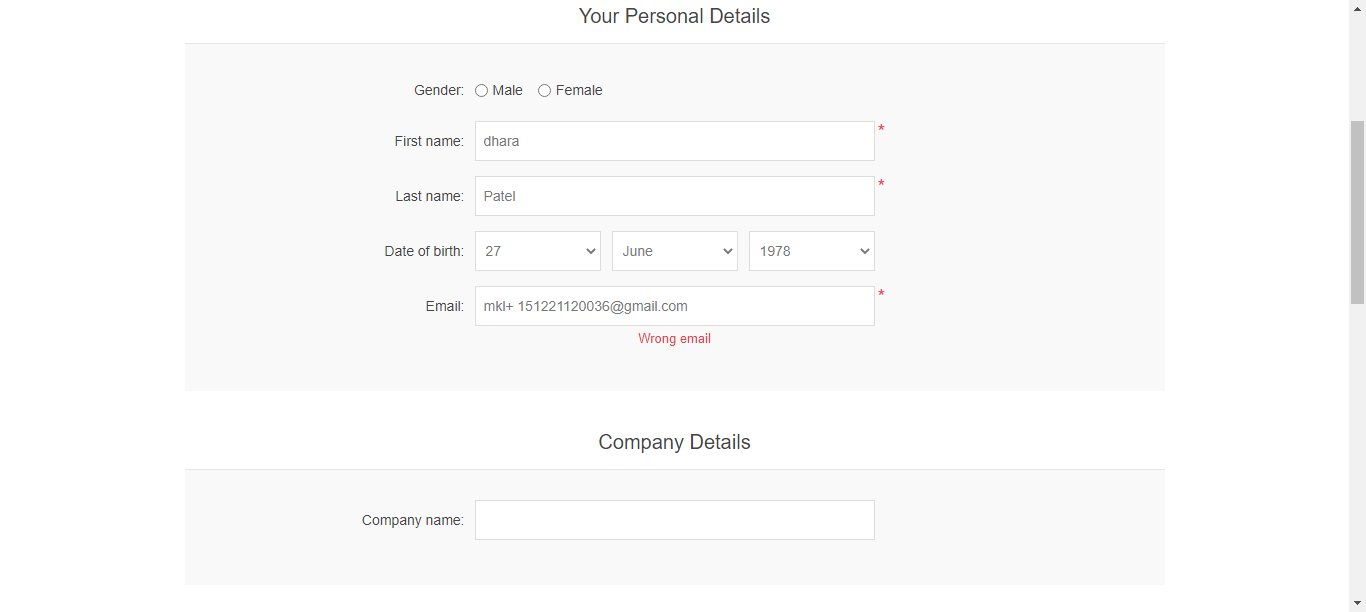 Your Personal Details
Gender: Male Female
First name: dhara *
Last name: Patel *
Date of birth: 27 June 1978
Email: mkl+ 151221120036@gmail.com *
Wrong email
Company Details
Company name: